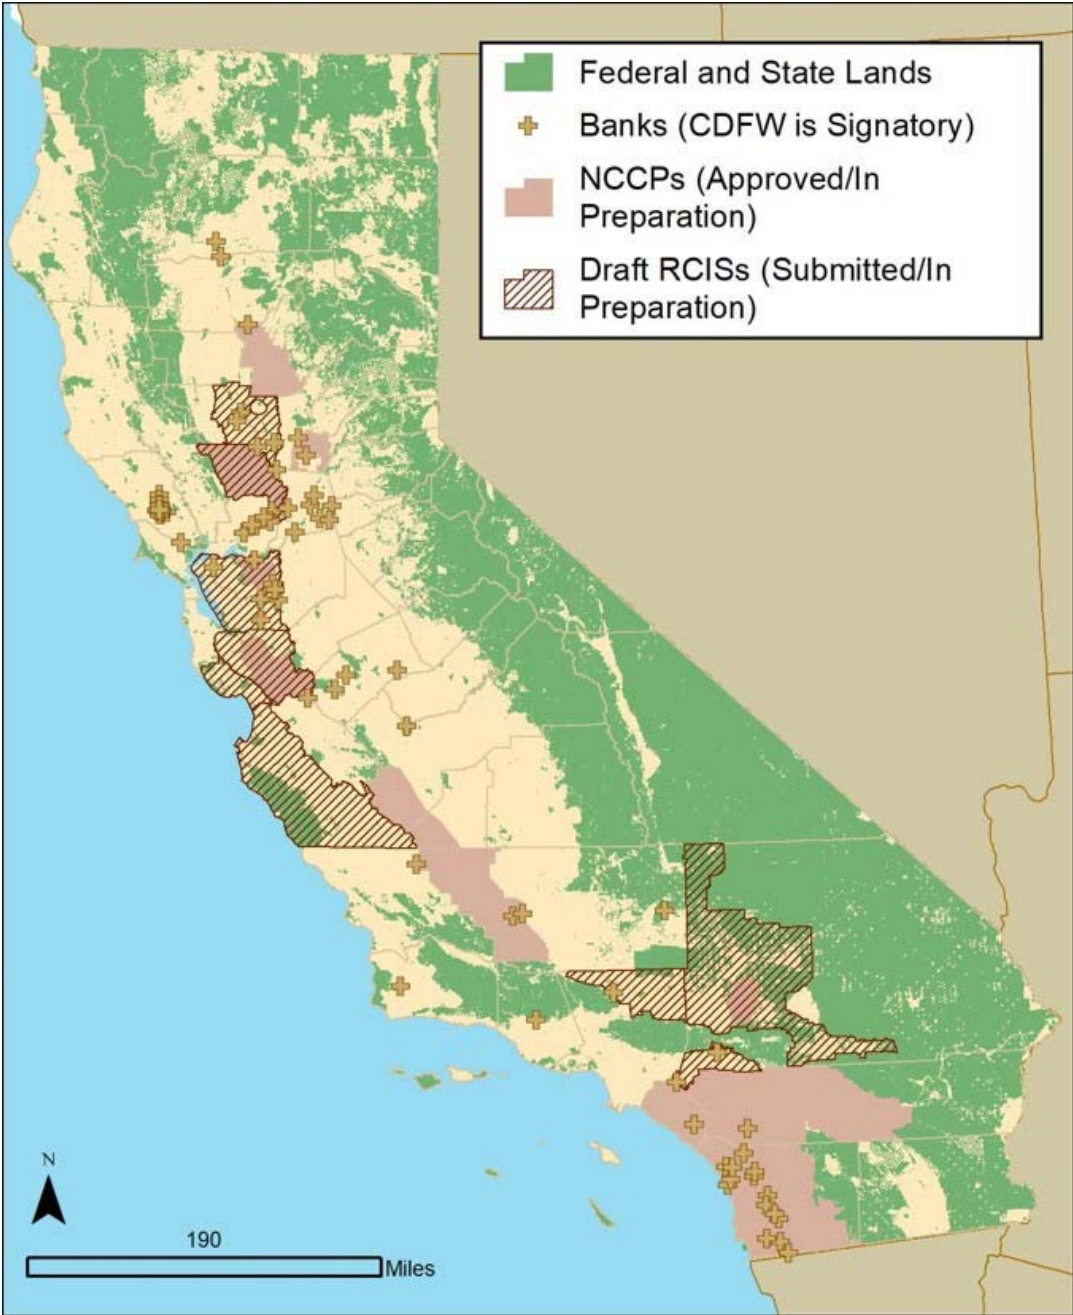 Federal and State Lands
Banks (CDFW is Signatory)
NCCPs (Approved/In
Preparation)
Draft RCISs (Submitted/In
Preparation)
N
190
Miles